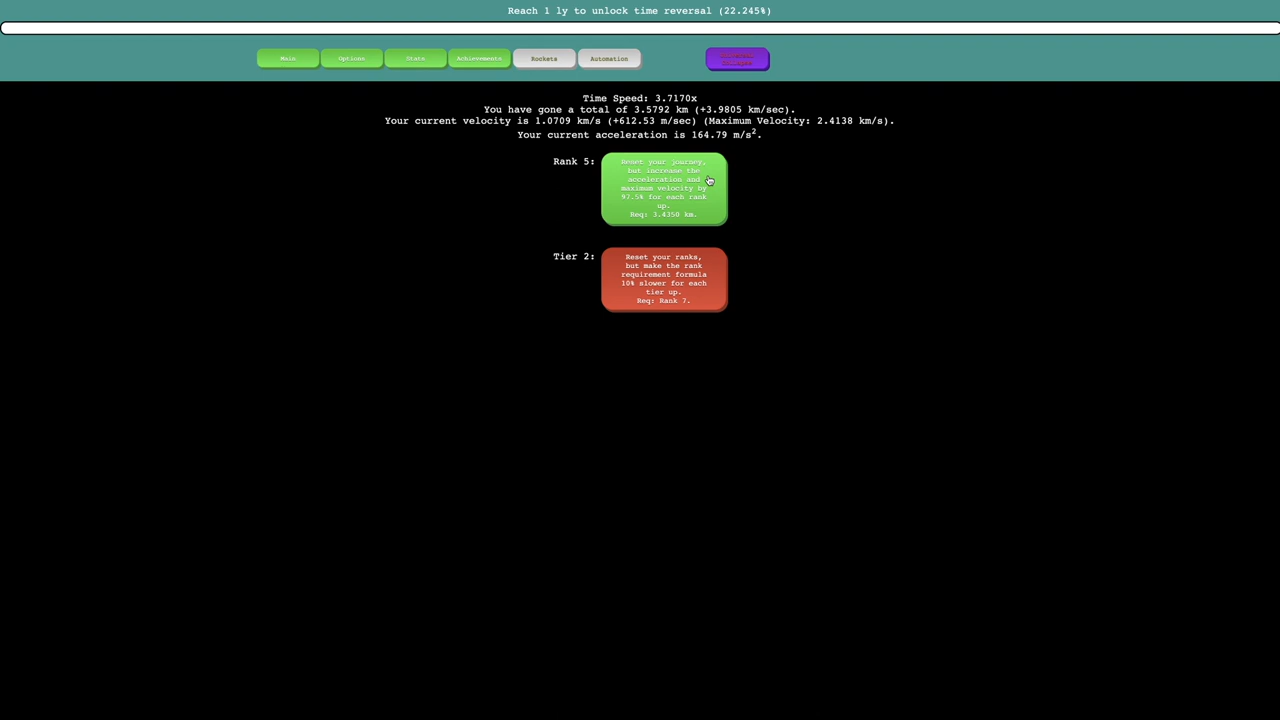 Reach 1 ly to unlock time reversal (22.245%)
Main
Options
Stats
Achievements
Rockets
Automation
Time Speed: 3.7170x
You have gone a total of 3.5792 km (+3.9805 km/sec).
Your current velocity is 1.0709 km/s (+612.53 m/sec) (Maximum Velocity: 2.4138 km/s).
Your current acceleration is 164.79 m/s².
Rank 5:
Reset your journey,
but increase the
acceleration and
maximum velocity by
92.5% for each rank
up.
Req: 3.4350 km.
Tier 2:
Reset your ranks,
but make the rank
requirement formula
10% slower for each
tier up.
Req: Rank 7.